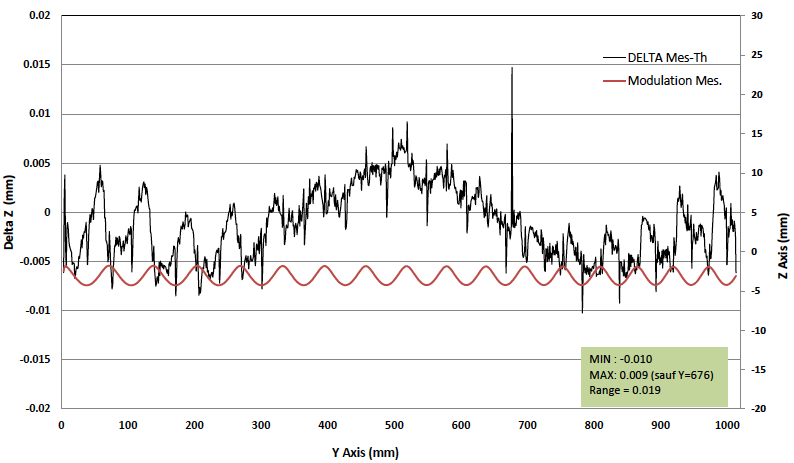 0.02
0.015
0.01
0.005
0
-0.005
-0.01
-0.015
-0.02
Delta Z (mm)
30
25
20
15
10
5
0
-5
-10
-15
-20
Z Axis (mm)
DELTA Mes-Th
Modulation Mes.
MIN : -0.010
MAX: 0.009 (sauf Y=676)
Range = 0.019
0 100 200 300 400 500 600 700 800 900 1000
Y Axis (mm)